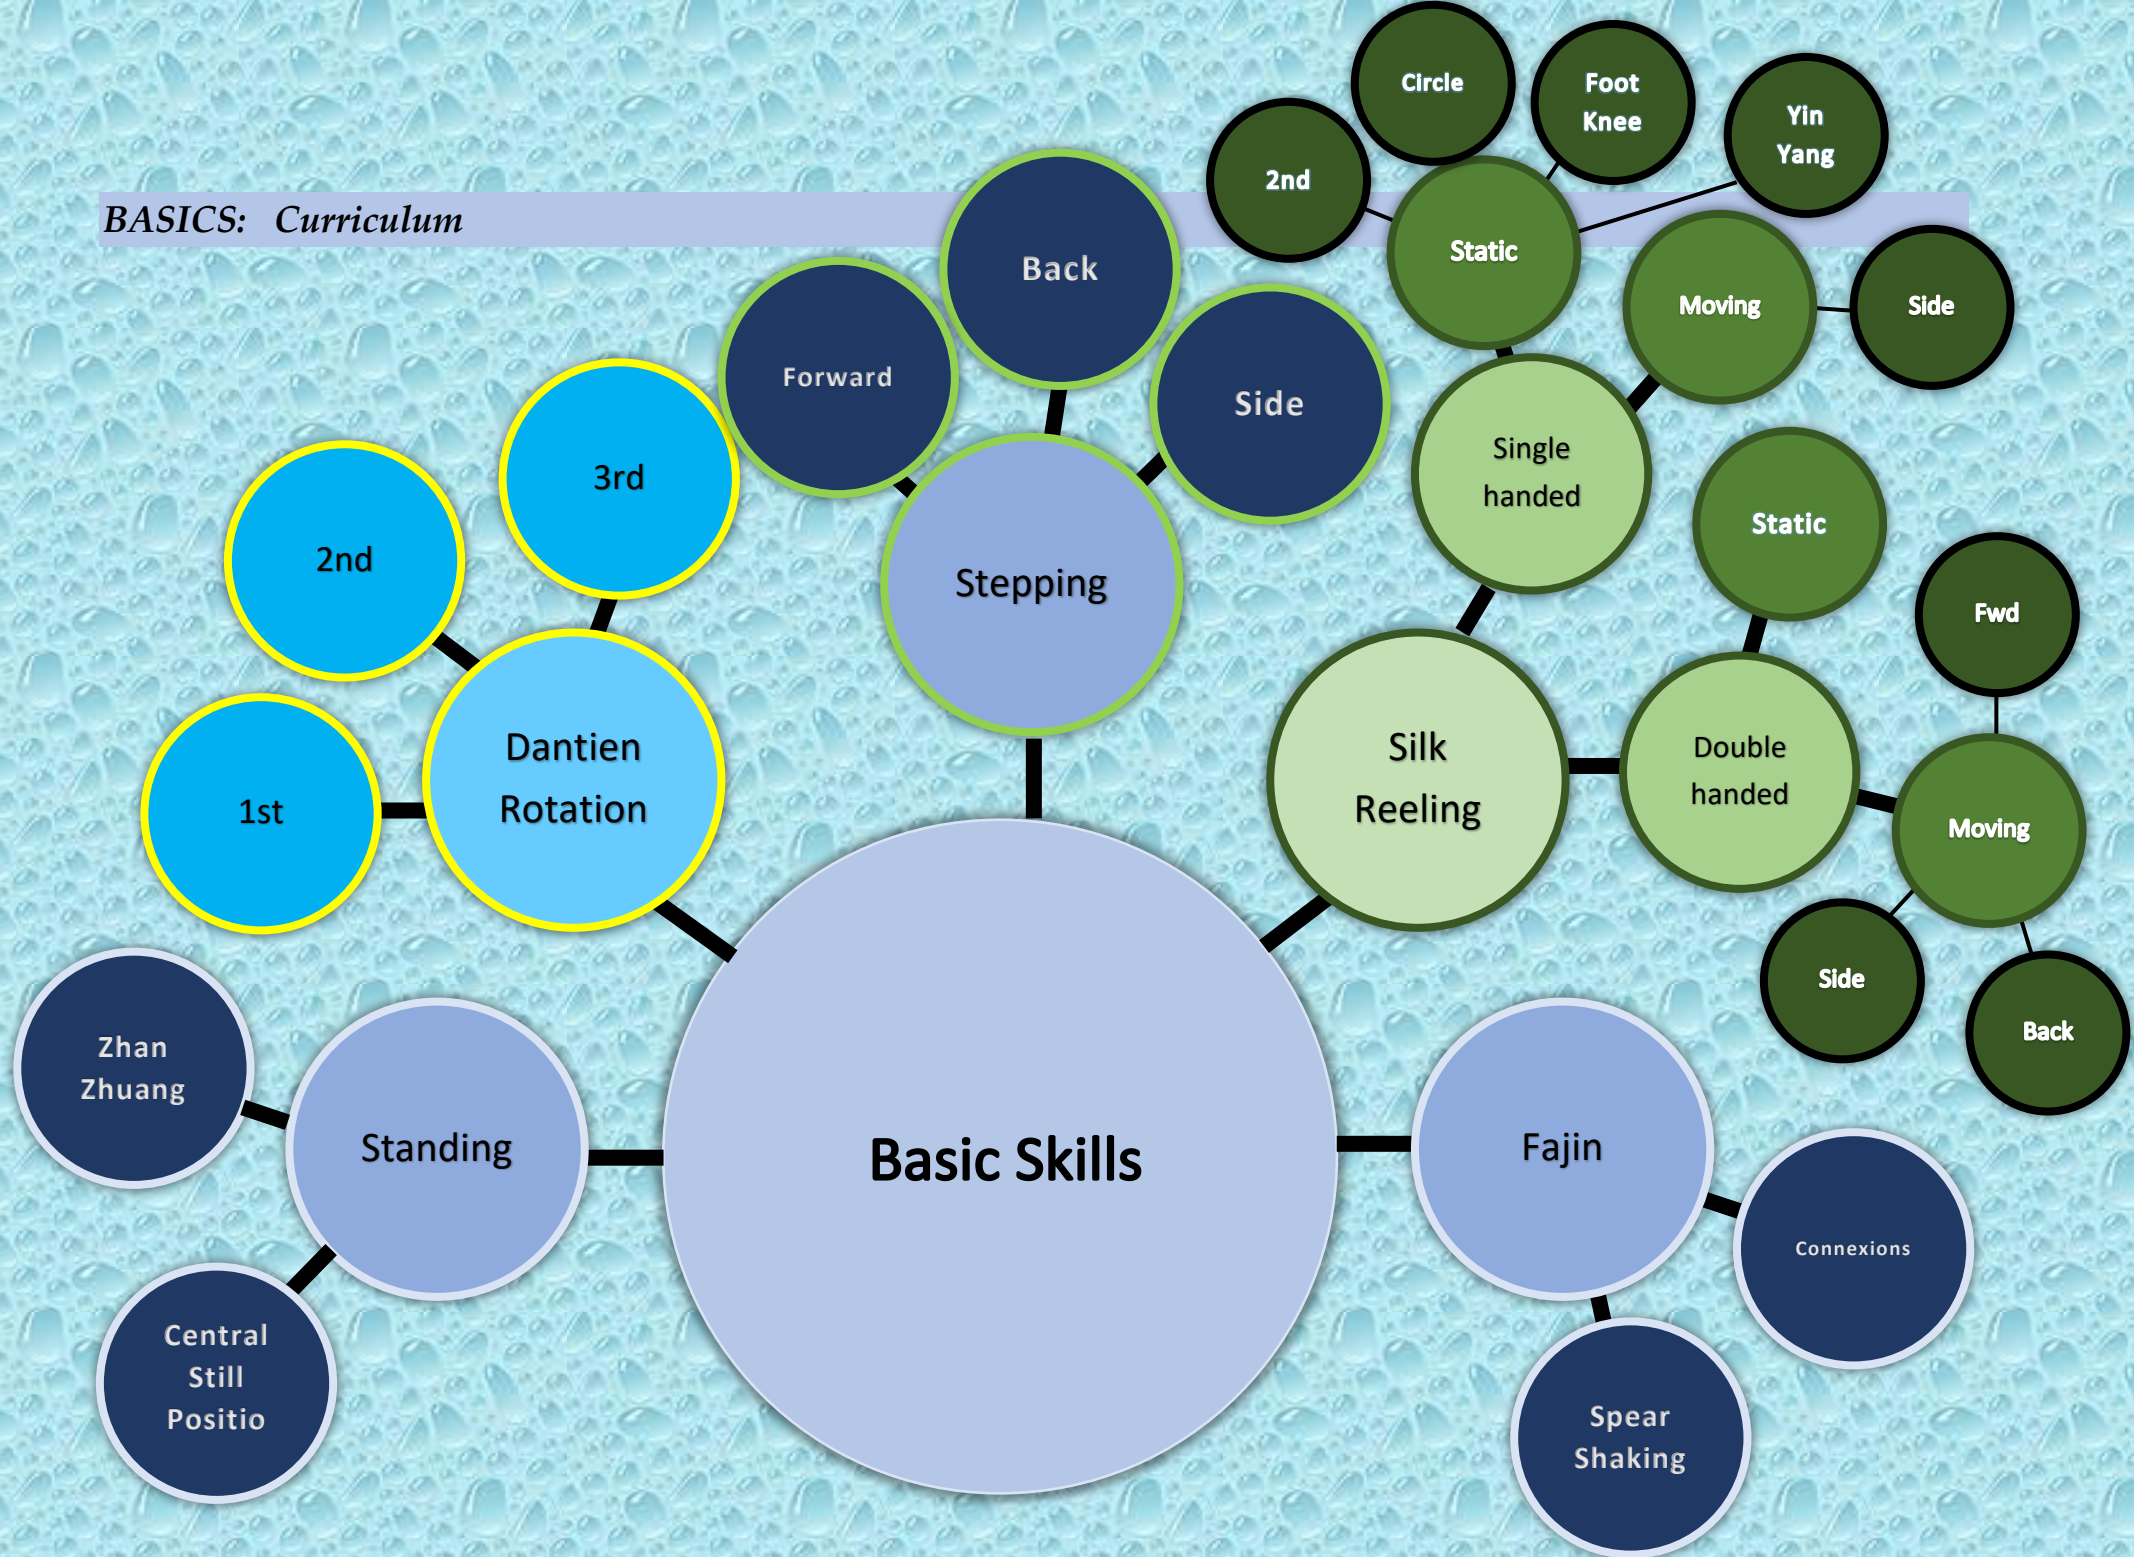 BASICS: Curriculum
Circle
Foot
Knee
Yin
Yang
2nd
Static
Moving
Side
Back
Forward
Side
Single
handed
3rd
2nd
Static
Stepping
Fwd
Dantien
Rotation
Silk
Reeling
Double
handed
1st
Moving
Side
Back
Zhan
Zhuang
Standing
Basic Skills
Fajin
Connexions
Central
Still
Positio
Spear
Shaking